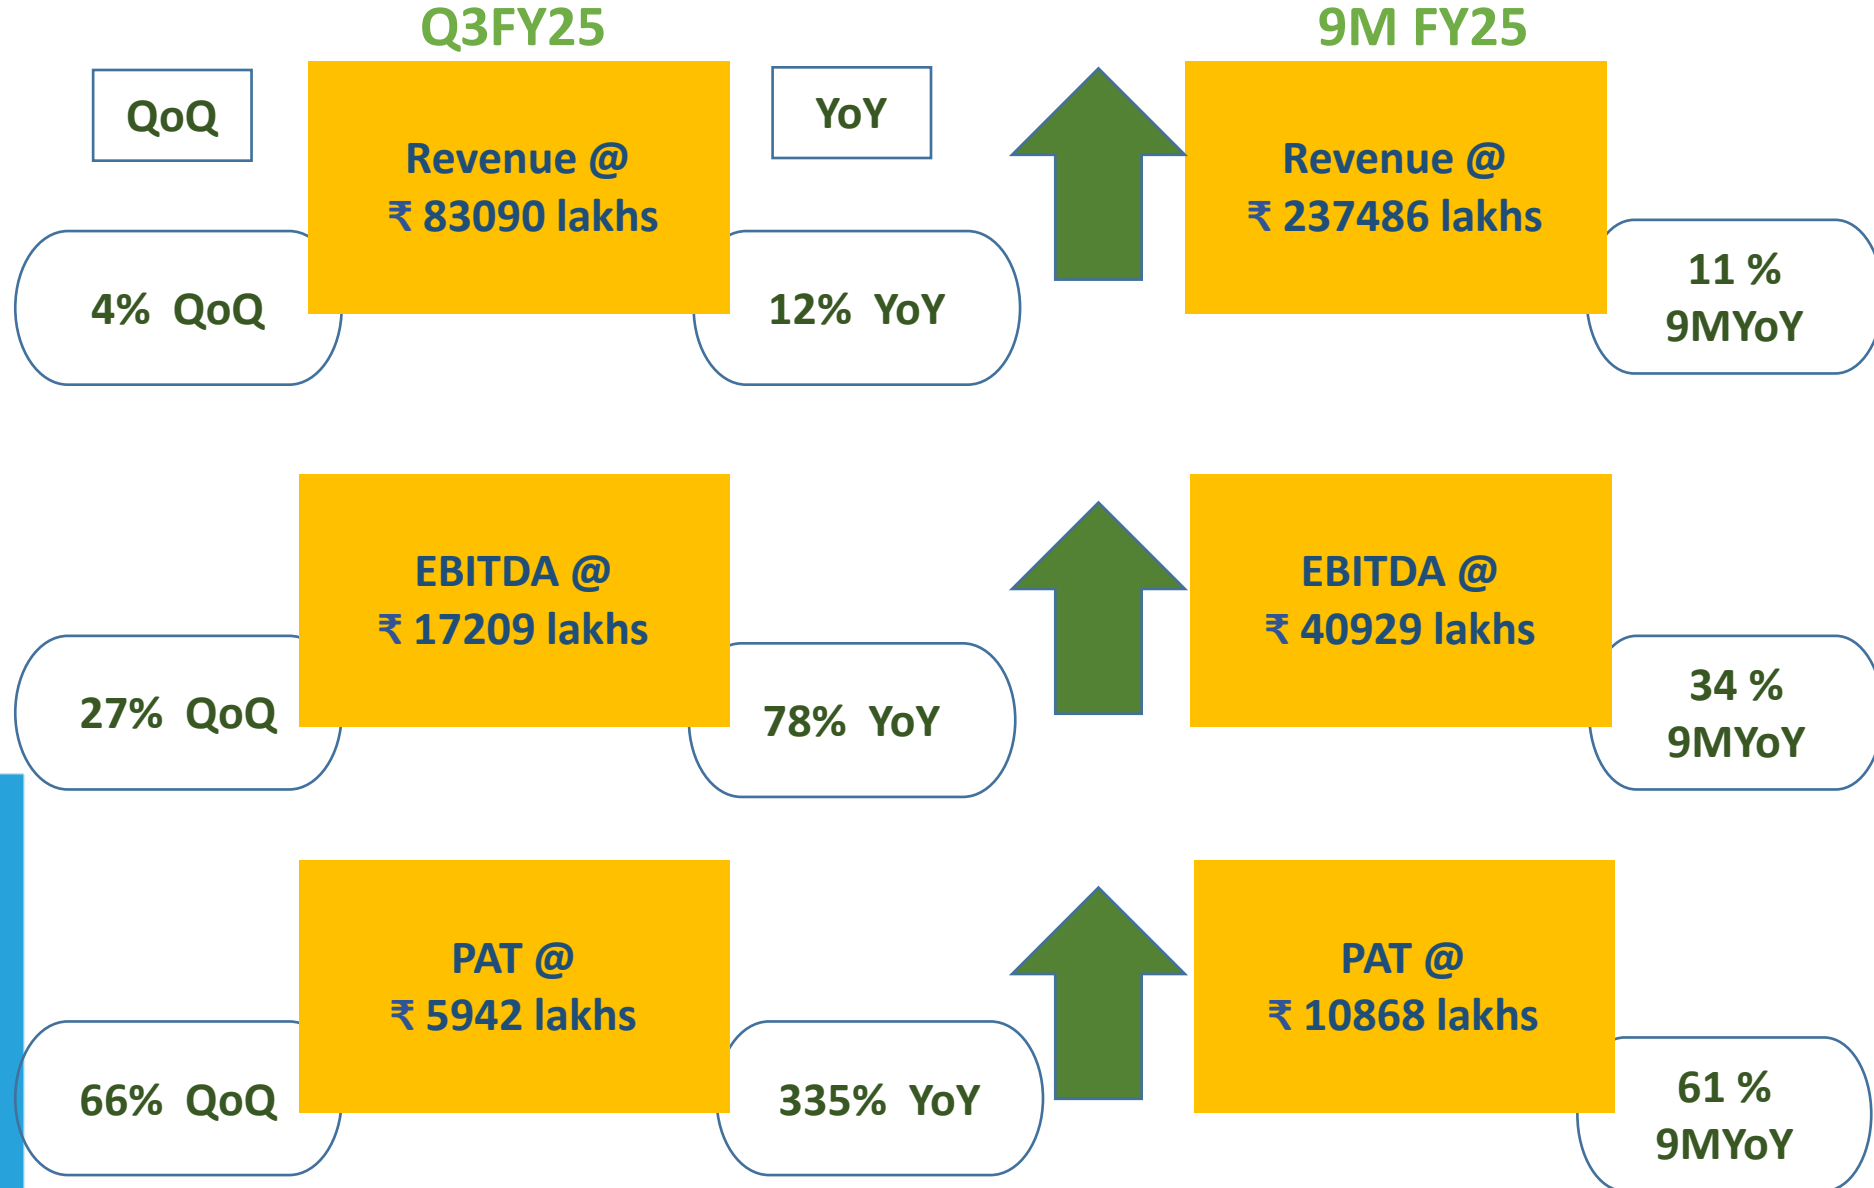 Q3FY25
9M FY25
QoQ
Revenue @
₹ 83090 lakhs
YoY
Revenue @
₹ 237486 lakhs
4% QoQ
12% YoY
11 %
9MYoY
EBITDA @
₹ 17209 lakhs
EBITDA @
₹ 40929 lakhs
27% QoQ
78% YoY
34 %
9MYoY
PAT @
₹ 5942 lakhs
PAT @
₹ 10868 lakhs
66% QoQ
335% YoY
61 %
9MYoY